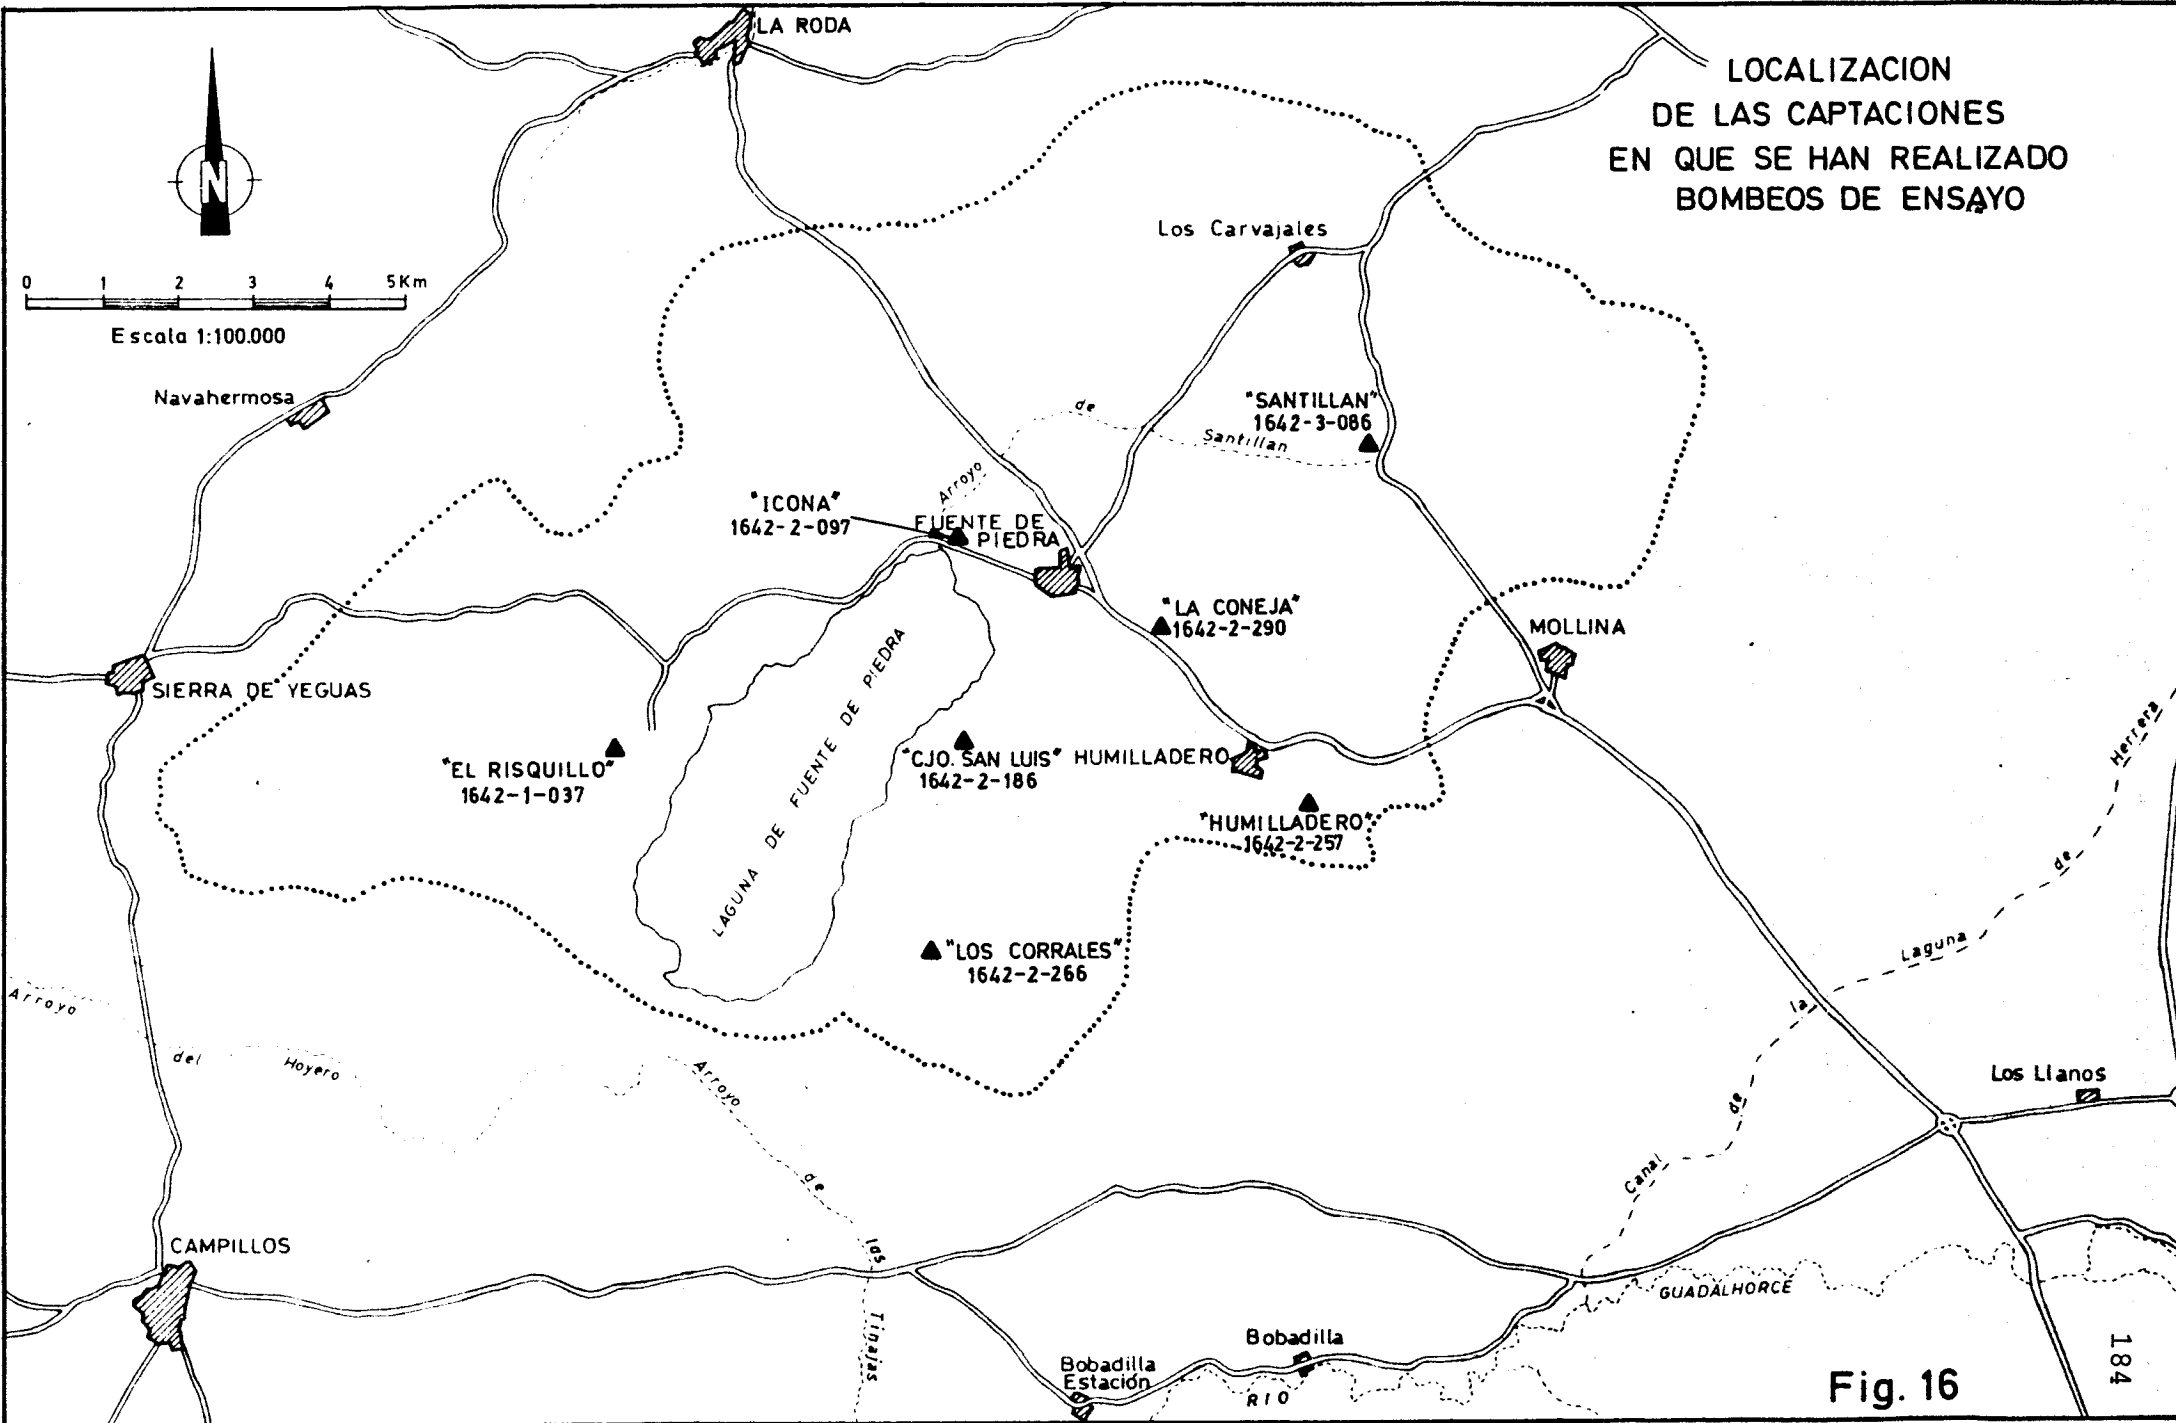 LA RODA
LOCALIZACION
DE LAS CAPTACIONES
EN QUE SE HAN REALIZADO
BOMBEOS DE ENSAYO
N
0 1 2 3 4 5 Km
Escala 1:100.000
Los Carvajales
Navahermosa
"SANTILLAN"
1642-3-086
Arroyo de Santillan
"ICONA"
1642-2-097
FUENTE DE
PIEDRA
"LA CONEJA"
1642-2-290
MOLLINA
SIERRA DE YEGUAS
LAGUNA DE FUENTE DE PIEDRA
"EL RISQUILLO"
1642-1-037
"CJO. SAN LUIS"
1642-2-186
HUMILLADERO
"HUMILLADERO"
1642-2-257
"LOS CORRALES"
1642-2-266
Arroyo del Hoyero
Arroyo de las Tinajas
Canal de la Laguna de Herrera
Los Llanos
CAMPILLOS
RIO GUADALHORCE
Bobadilla
Bobadilla
Estación
Fig. 16
184